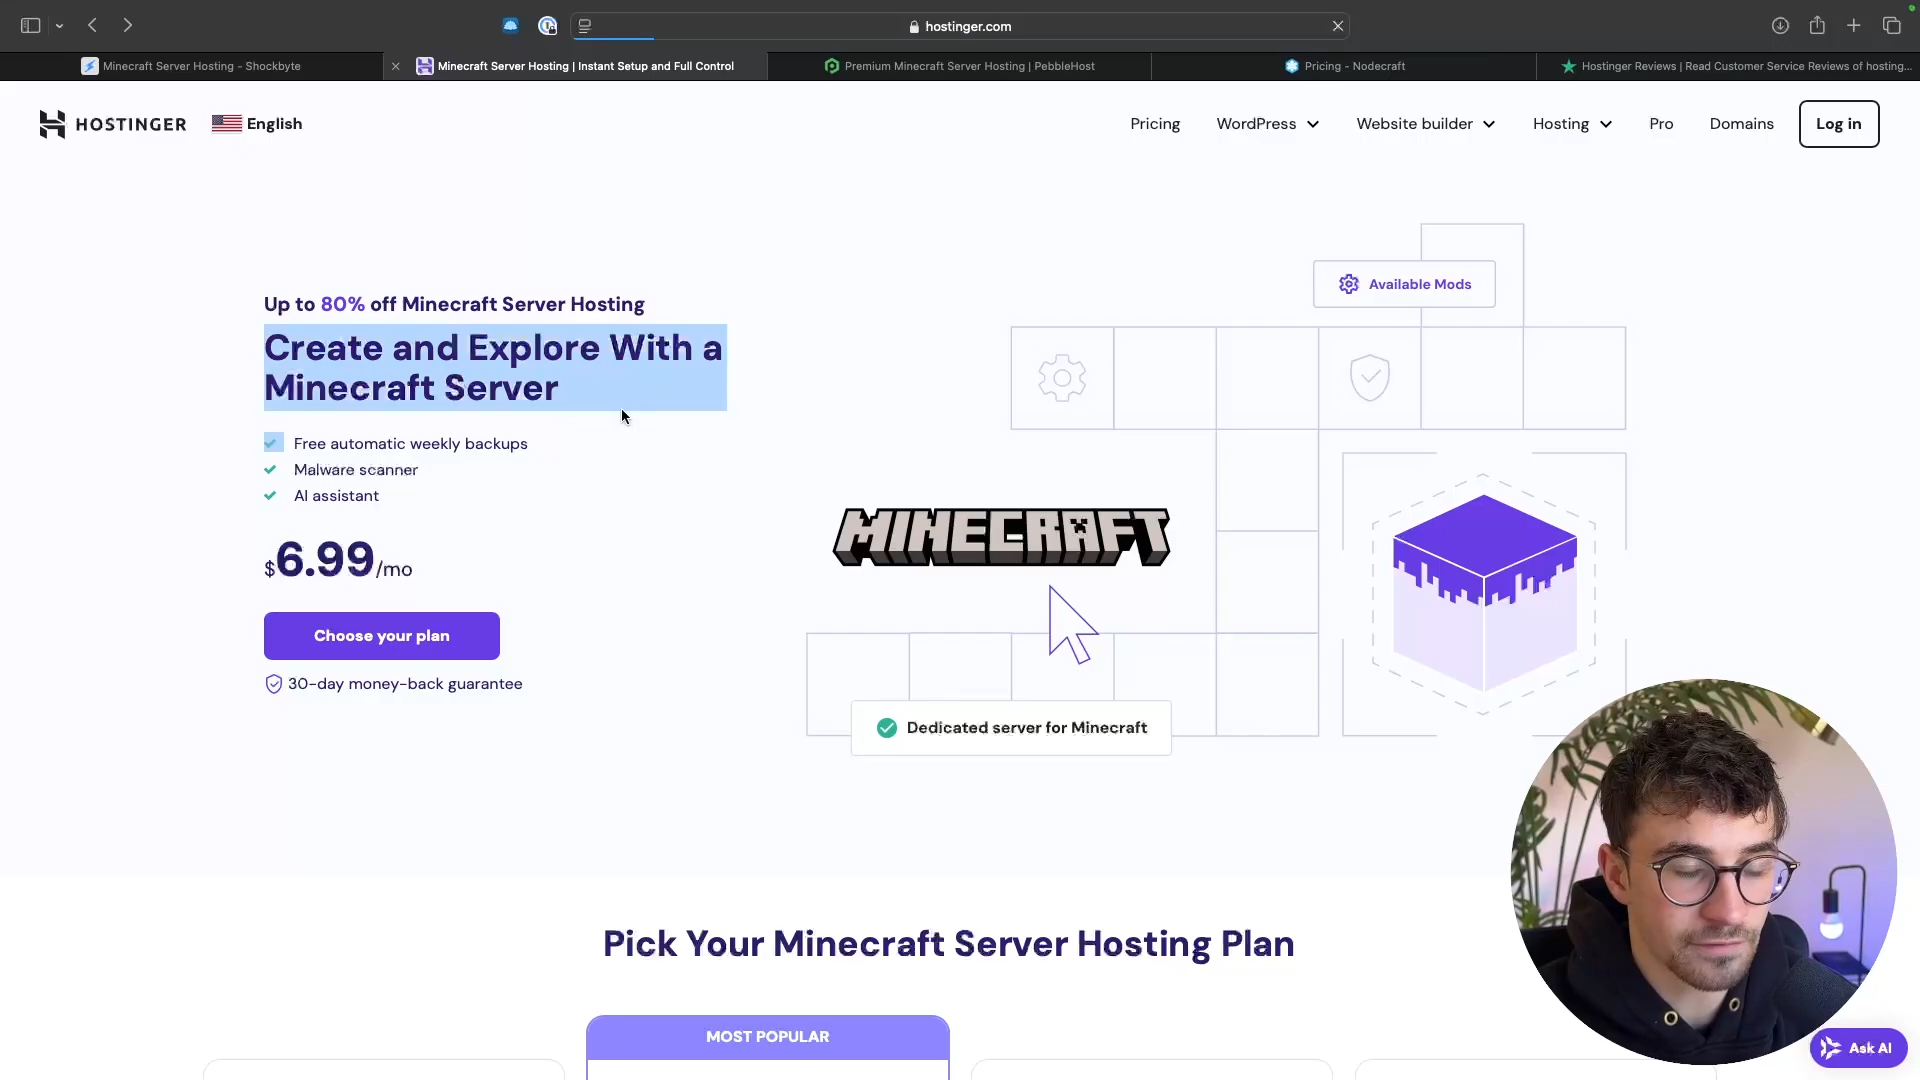 hostinger.com
Minecraft Server Hosting - Shockbyte
Minecraft Server Hosting | Instant Setup and Full Control
Premium Minecraft Server Hosting | PebbleHost
Pricing - Nodecraft
Hostinger Reviews | Read Customer Service Reviews of hosting...
HOSTINGER
English
Pricing
WordPress
Website builder
Hosting
Pro
Domains
Log in
Up to 80% off Minecraft Server Hosting
Create and Explore With a
Minecraft Server
Free automatic weekly backups
Malware scanner
AI assistant
$6.99/mo
Choose your plan
30-day money-back guarantee
Available Mods
MINECRAFT
Dedicated server for Minecraft
Pick Your Minecraft Server Hosting Plan
MOST POPULAR
Ask AI